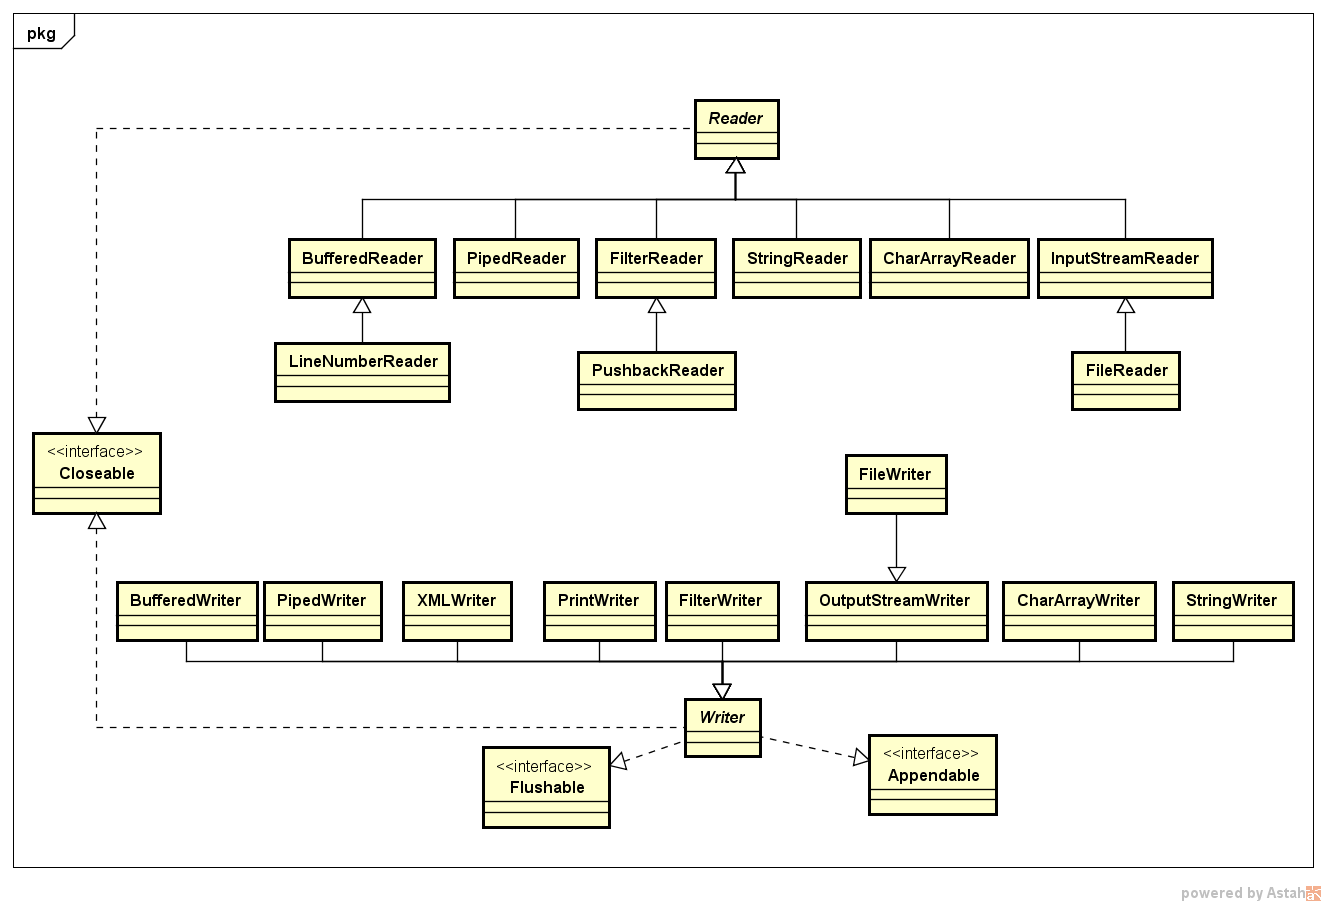 pkg
Reader
BufferedReader
PipedReader
FilterReader
StringReader
CharArrayReader
InputStreamReader
LineNumberReader
PushbackReader
FileReader
<<interface>>
Closeable
FileWriter
BufferedWriter
PipedWriter
XMLWriter
PrintWriter
FilterWriter
OutputStreamWriter
CharArrayWriter
StringWriter
Writer
<<interface>>
Flushable
<<interface>>
Appendable
powered by Astah